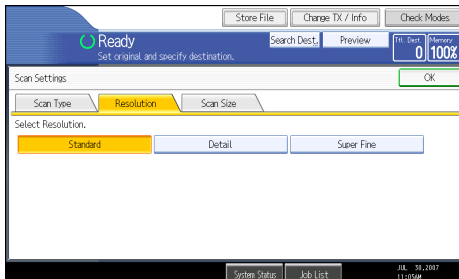 Store File Change TX / Info Check Modes
Ready Search Dest. Preview Ttl. Dest. Memory
Set original and specify destination. 0 100%
Scan Settings OK
Scan Type Resolution Scan Size
Select Resolution.
Standard Detail Super Fine
System Status Job List JUL 30,2007
11:05AM